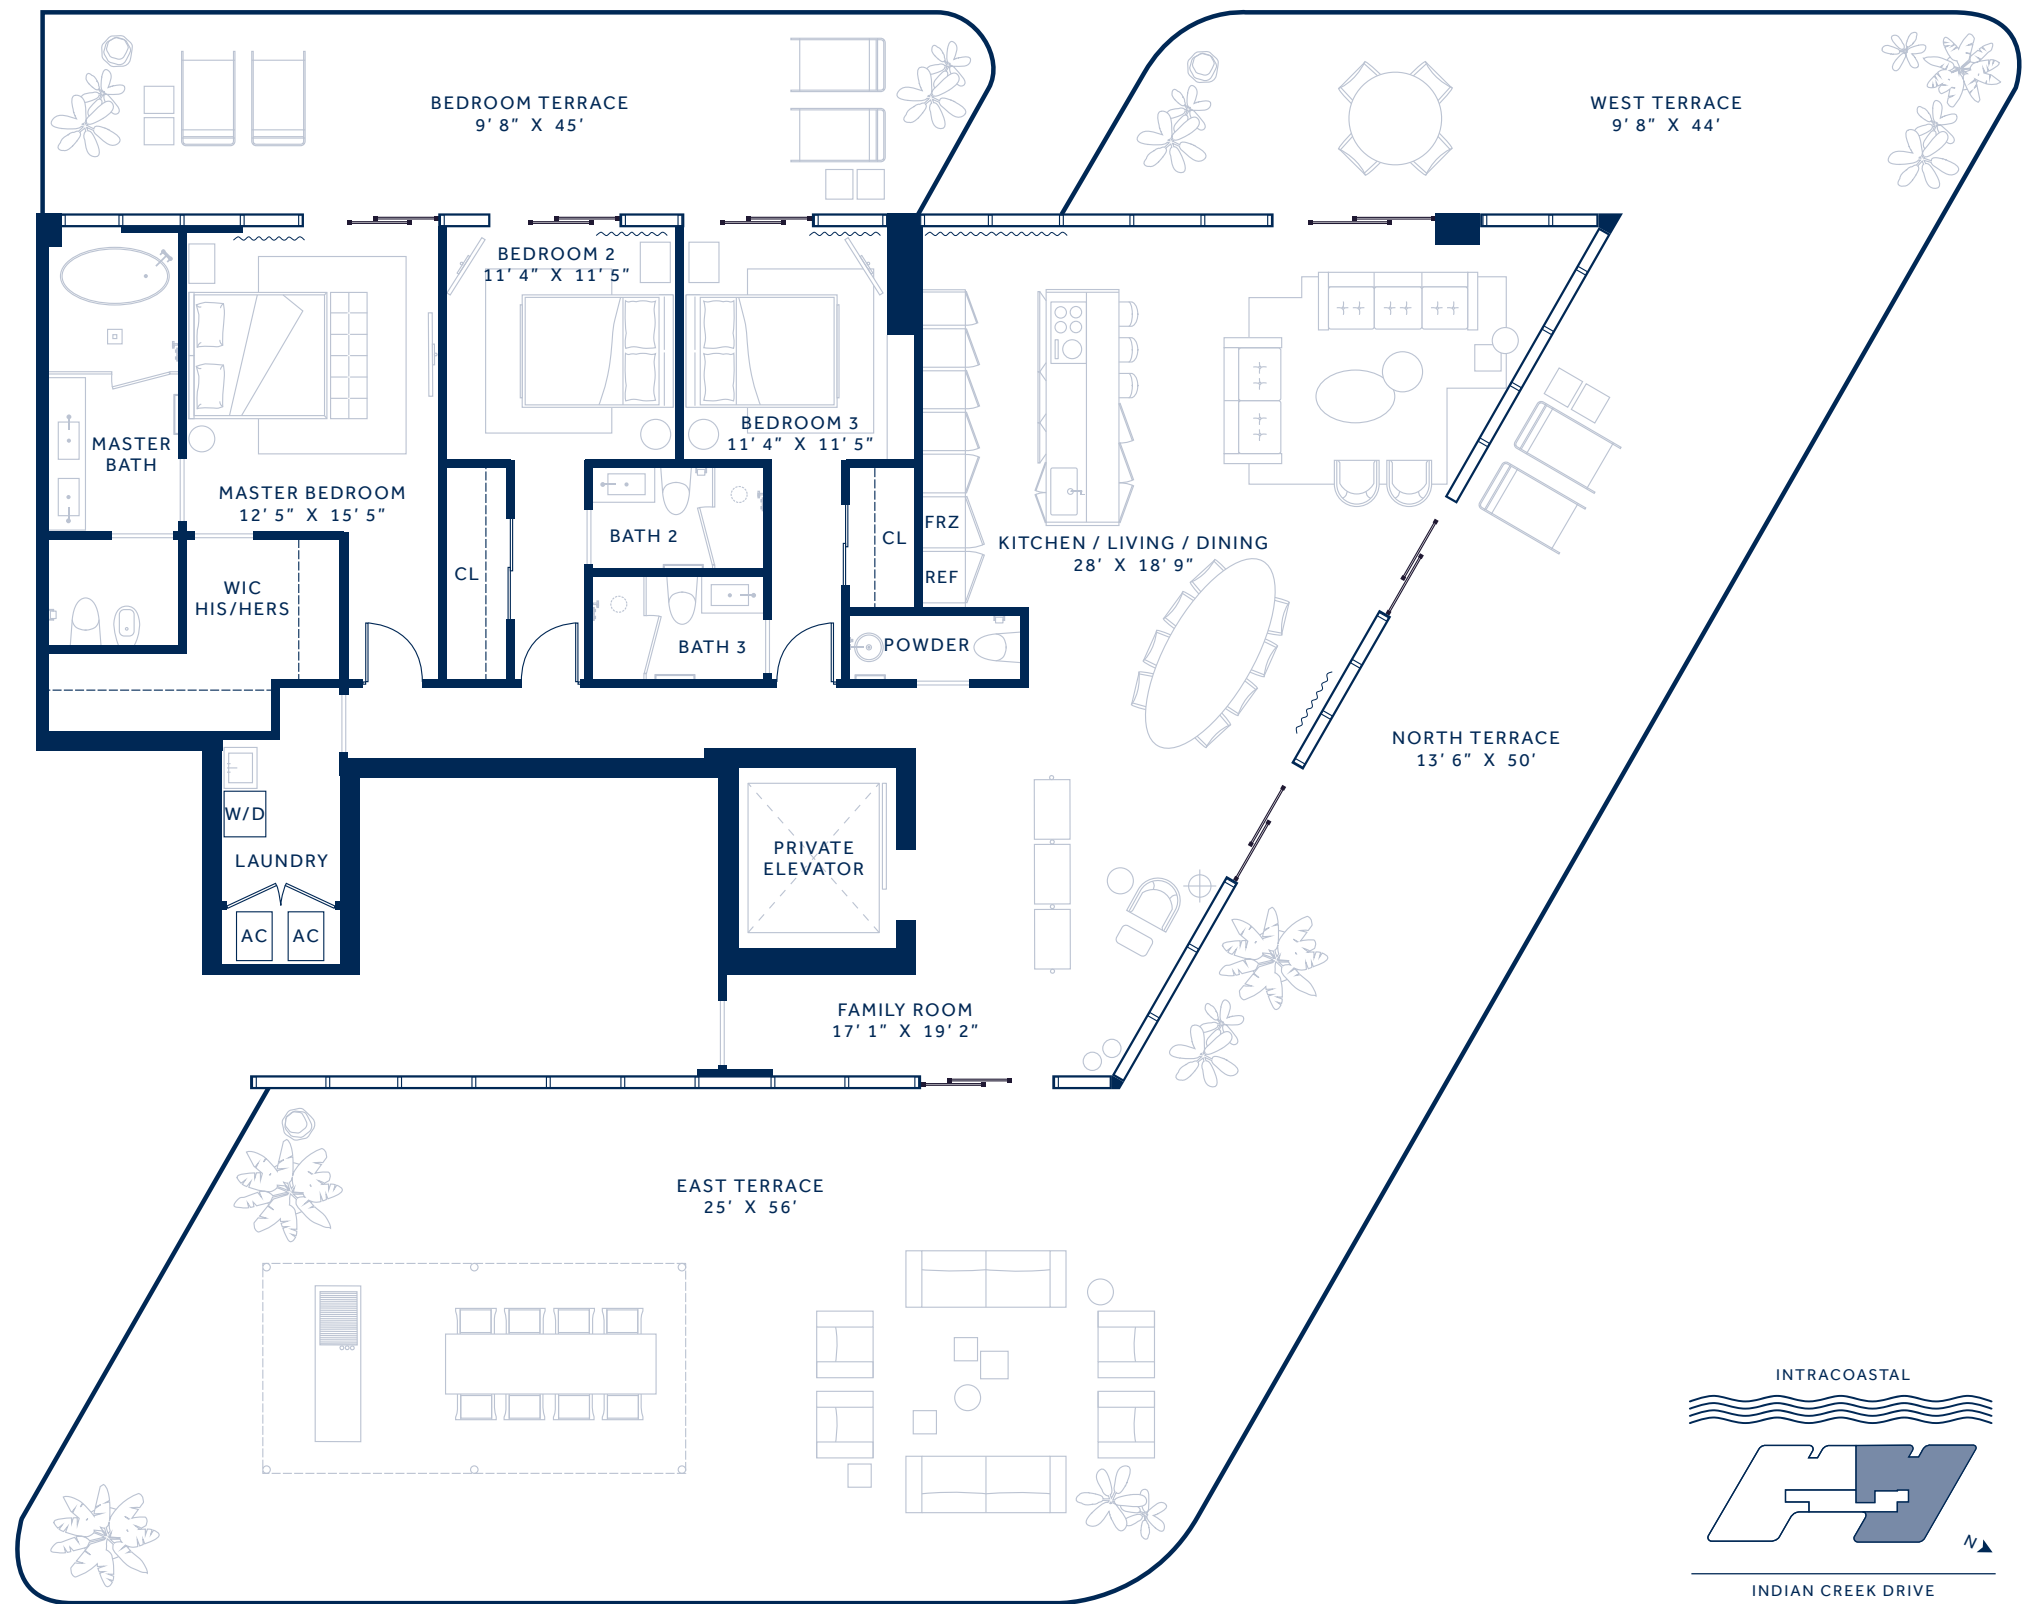 BEDROOM TERRACE
9' 8" X 45'
WEST TERRACE
9' 8" X 44'
BEDROOM 2
11' 4" X 11' 5"
BEDROOM 3
11' 4" X 11' 5"
MASTER
BATH
MASTER BEDROOM
12' 5" X 15' 5"
WIC
HIS/HERS
CL
BATH 2
BATH 3
CL
FRZ
REF
KITCHEN / LIVING / DINING
28' X 18' 9"
POWDER
NORTH TERRACE
13' 6" X 50'
W/D
LAUNDRY
AC
AC
PRIVATE
ELEVATOR
FAMILY ROOM
17' 1" X 19' 2"
EAST TERRACE
25' X 56'
INTRACOASTAL
N
INDIAN CREEK DRIVE